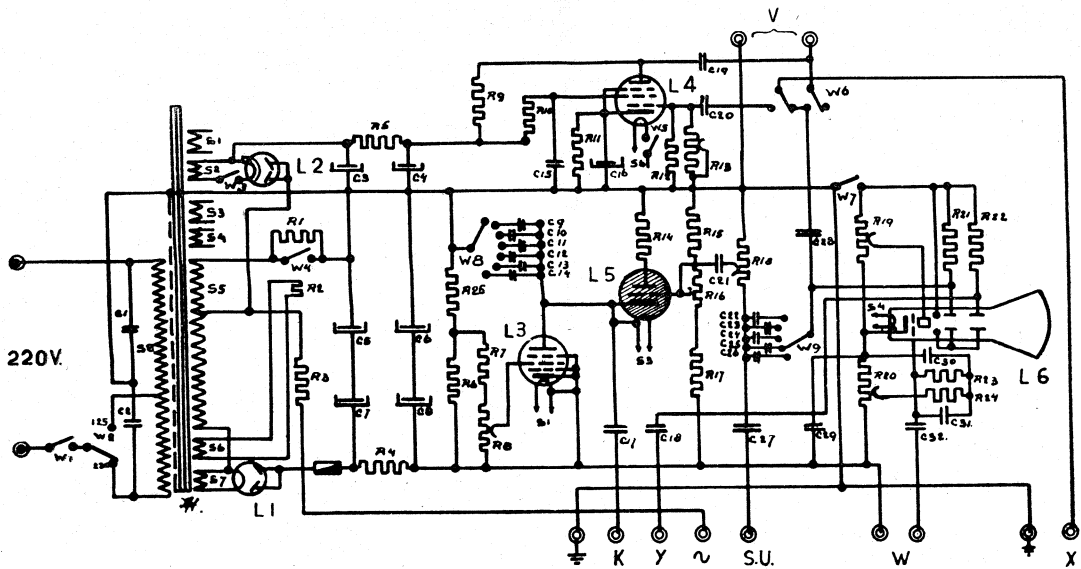 V
C19
L4
W6
R9
R10
C20
S1
R5
R11
W5
S6
R12
R13
S2
W3
L2
C3
C4
C15
C16
W7
S3
S4
R1
W4
C9
C10
C11
C12
C13
C14
W8
R14
R15
R18
C28
R19
R21
R22
S5
R2
L5
C21
R16
R25
C1
C5
C6
L3
S3
C22
C23
C24
C25
C26
W9
S4
220V.
S8
R3
R6
R7
R17
C30
R20
R23
R24
L6
C7
C8
R8
S1
125
W2
C2
C17
C18
C27
C29
C31.
C32.
W1
220
S6
S7
R4
L1
K
Y
~
S.U.
W
X